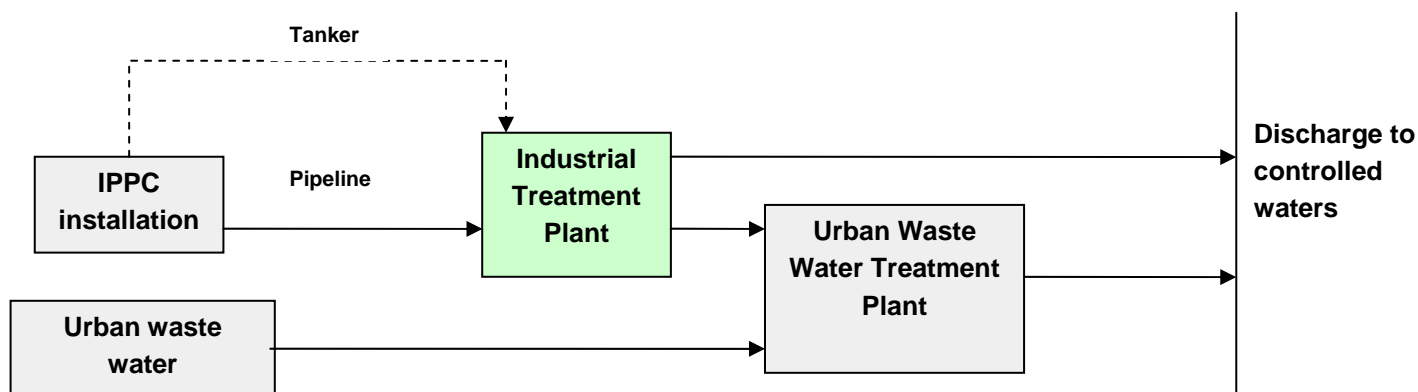 Tanker
IPPC
installation
Pipeline
Industrial
Treatment
Plant
Discharge to
controlled
waters
Urban Waste
Water Treatment
Plant
Urban waste
water